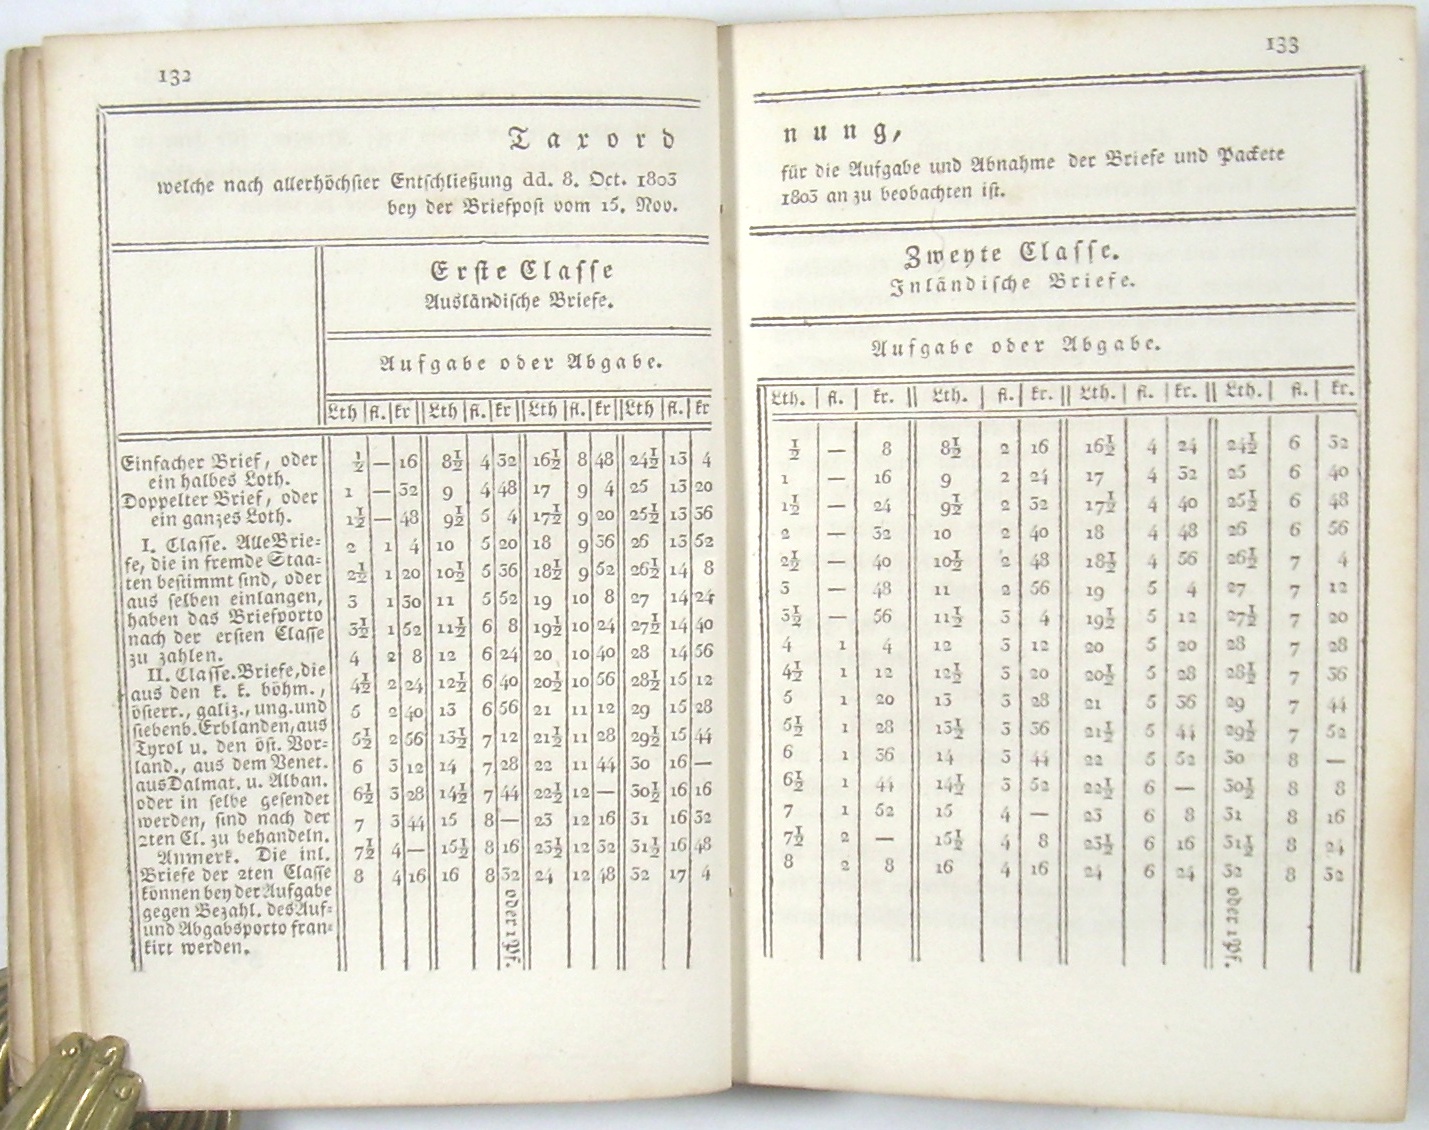 132
Taxord
welche nach allerhöchster Entschließung dd. 8. Oct. 1803
bey der Briefpost vom 15. Nov.
Erste Classe
Ausländische Briefe.
Aufgabe oder Abgabe.
Lth fl. kr Lth fl. kr Lth fl. kr Lth fl. kr
Einfacher Brief, oder
ein halbes Loth.
Doppelter Brief, oder
ein ganzes Loth.
I. Classe. Alle Brie=
fe, die in fremde Staa=
ten bestimmt sind, oder
aus selben einlangen,
haben das Briefporto
nach der ersten Classe
zu zahlen.
II. Classe. Briefe, die
aus den k. k. böhm.,
österr., galiz., ung. und
siebenb. Erblanden, aus
Tyrol u. den öst. Vor=
land., aus dem Venet.
aus Dalmat. u. Alban.
oder in selbe gesendet
werden, sind nach der
2ten Cl. zu behandeln.
Anmerk. Die inl.
Briefe der 2ten Classe
können bey der Aufgabe
gegen Bezahl. des Auf=
und Abgabsporto fran=
kirt werden.
½ — 16 8½ 4 32 16½ 8 48 24½ 13 4
1 — 32 9 4 48 17 9 4 25 13 20
1½ — 48 9½ 5 4 17½ 9 20 25½ 13 36
2 1 4 10 5 20 18 9 36 26 13 52
2½ 1 20 10½ 5 36 18½ 9 52 26½ 14 8
3 1 30 11 5 52 19 10 8 27 14 24
3½ 1 52 11½ 6 8 19½ 10 24 27½ 14 40
4 2 8 12 6 24 20 10 40 28 14 56
4½ 2 24 12½ 6 40 20½ 10 56 28½ 15 12
5 2 40 13 6 56 21 11 12 29 15 28
5½ 2 56 13½ 7 12 21½ 11 28 29½ 15 44
6 3 12 14 7 28 22 11 44 30 16 —
6½ 3 28 14½ 7 44 22½ 12 — 30½ 16 16
7 3 44 15 8 — 23 12 16 31 16 32
7½ 4 — 15½ 8 16 23½ 12 32 31½ 16 48
8 4 16 16 8 32 24 12 48 32 17 4
oder 1 Pf.
133
nung,
für die Aufgabe und Abnahme der Briefe und Packete
1803 an zu beobachten ist.
Zweyte Classe.
Inländische Briefe.
Aufgabe oder Abgabe.
Lth. fl. kr. Lth. fl. kr. Lth. fl. kr. Lth. fl. kr.
½ — 8 8½ 2 16 16½ 4 24 24½ 6 32
1 — 16 9 2 24 17 4 32 25 6 40
1½ — 24 9½ 2 32 17½ 4 40 25½ 6 48
2 — 32 10 2 40 18 4 48 26 6 56
2½ — 40 10½ 2 48 18½ 4 56 26½ 7 4
3 — 48 11 2 56 19 5 4 27 7 12
3½ — 56 11½ 3 4 19½ 5 12 27½ 7 20
4 1 4 12 3 12 20 5 20 28 7 28
4½ 1 12 12½ 3 20 20½ 5 28 28½ 7 36
5 1 20 13 3 28 21 5 36 29 7 44
5½ 1 28 13½ 3 36 21½ 5 44 29½ 7 52
6 1 36 14 3 44 22 5 52 30 8 —
6½ 1 44 14½ 3 52 22½ 6 — 30½ 8 8
7 1 52 15 4 — 23 6 8 31 8 16
7½ 2 — 15½ 4 8 23½ 6 16 31½ 8 24
8 2 8 16 4 16 24 6 24 32 8 32
oder 1 Pf.